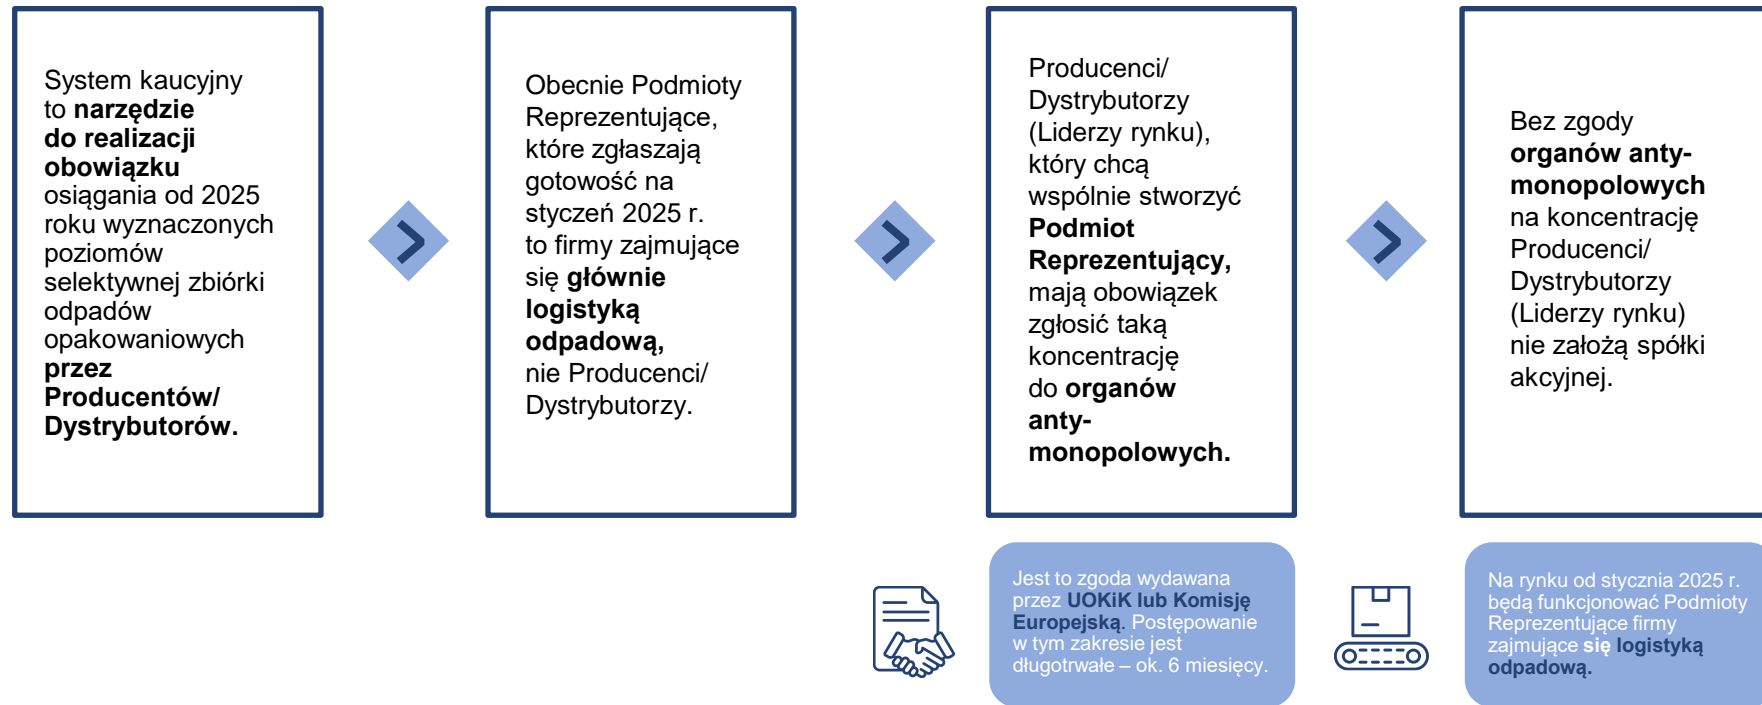 System kaucyjny
to narzędzie
do realizacji
obowiązku
osiągania od 2025
roku wyznaczonych
poziomów
selektywnej zbiórki
odpadów
opakowaniowych
przez
Producentów/
Dystrybutorów.
Obecnie Podmioty
Reprezentujące,
które zgłaszają
gotowość na
styczeń 2025 r.
to firmy zajmujące
się głównie
logistyką
odpadową,
nie Producenci/
Dystrybutorzy.
Producenci/
Dystrybutorzy
(Liderzy rynku),
który chcą
wspólnie stworzyć
Podmiot
Reprezentujący,
mają obowiązek
zgłosić taką
koncentrację
do organów
anty-
monopolowych.
Bez zgody
organów anty-
monopolowych
na koncentrację
Producenci/
Dystrybutorzy
(Liderzy rynku)
nie założą spółki
akcyjnej.
Jest to zgoda wydawana
przez UOKiK lub Komisję
Europejską. Postępowanie
w tym zakresie jest
długotrwałe – ok. 6 miesięcy.
Na rynku od stycznia 2025 r.
będą funkcjonować Podmioty
Reprezentujące firmy
zajmujące się logistyką
odpadową.